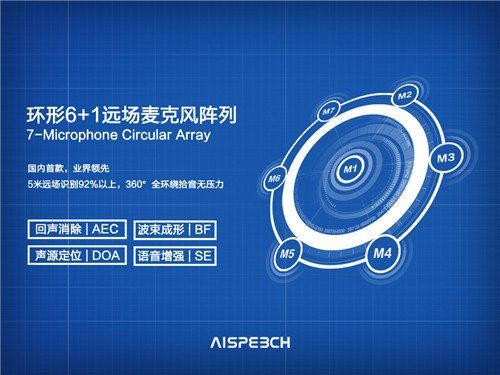 环形6+1远场麦克风阵列
7-Microphone Circular Array
国内首款，业界领先
5米远场识别92%以上，360°全环绕拾音无压力
回声消除|AEC
波束成形|BF
声源定位|DOA
语音增强|SE
M1
M2
M3
M4
M5
M6
M7
AISPEECH